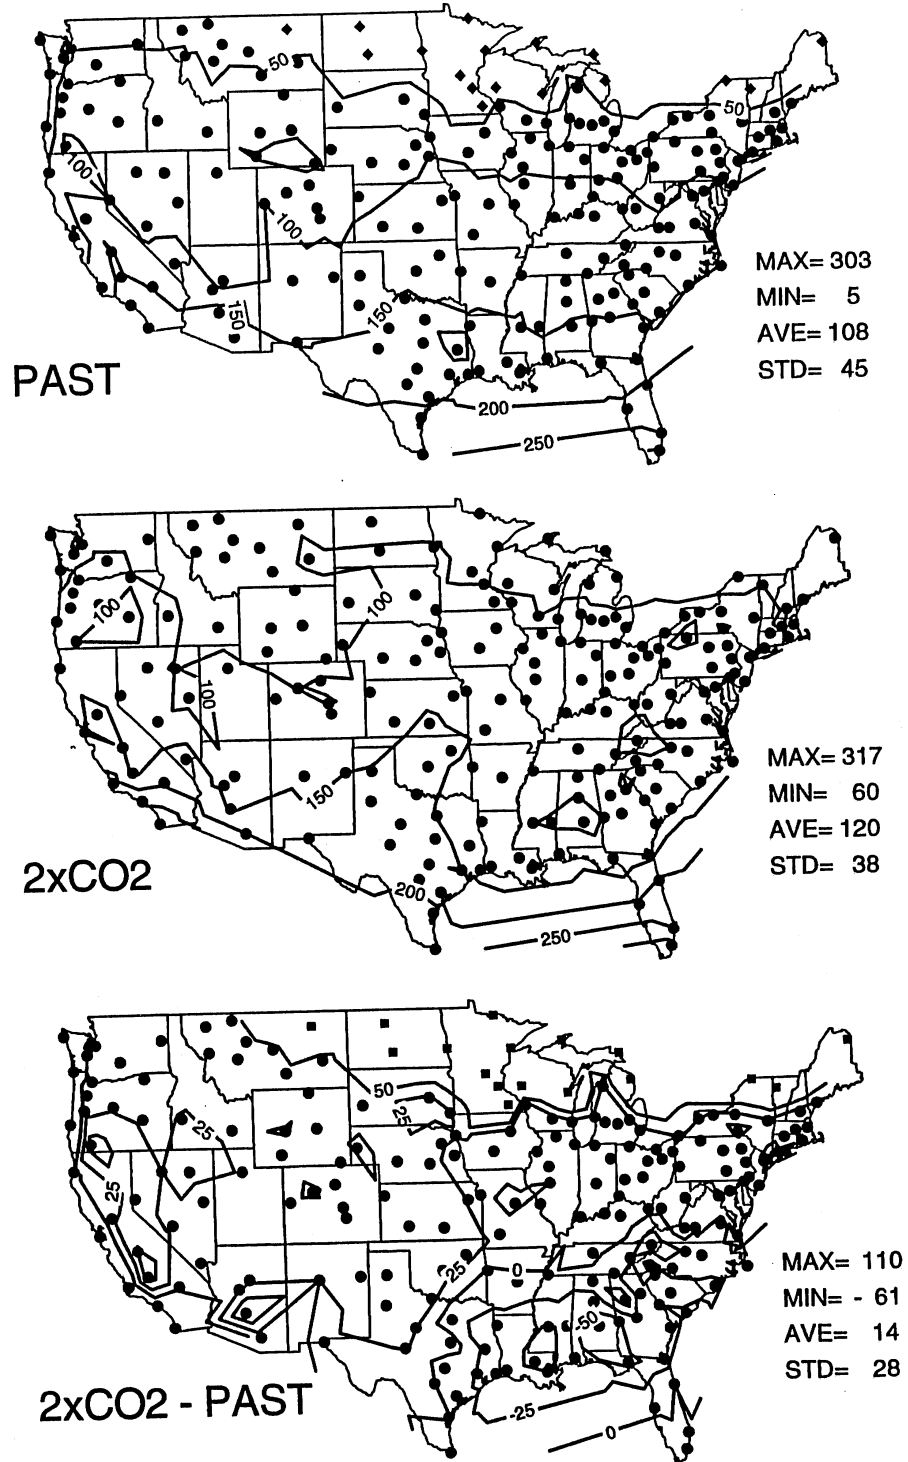 50
50
100
100
150
150
200
250
MAX= 303
MIN= 5
AVE= 108
STD= 45
PAST
100
100
100
150
200
250
MAX= 317
MIN= 60
AVE= 120
STD= 38
2xCO2
50
25
25
25
25
0
-50
-25
0
MAX= 110
MIN= - 61
AVE= 14
STD= 28
2xCO2 - PAST